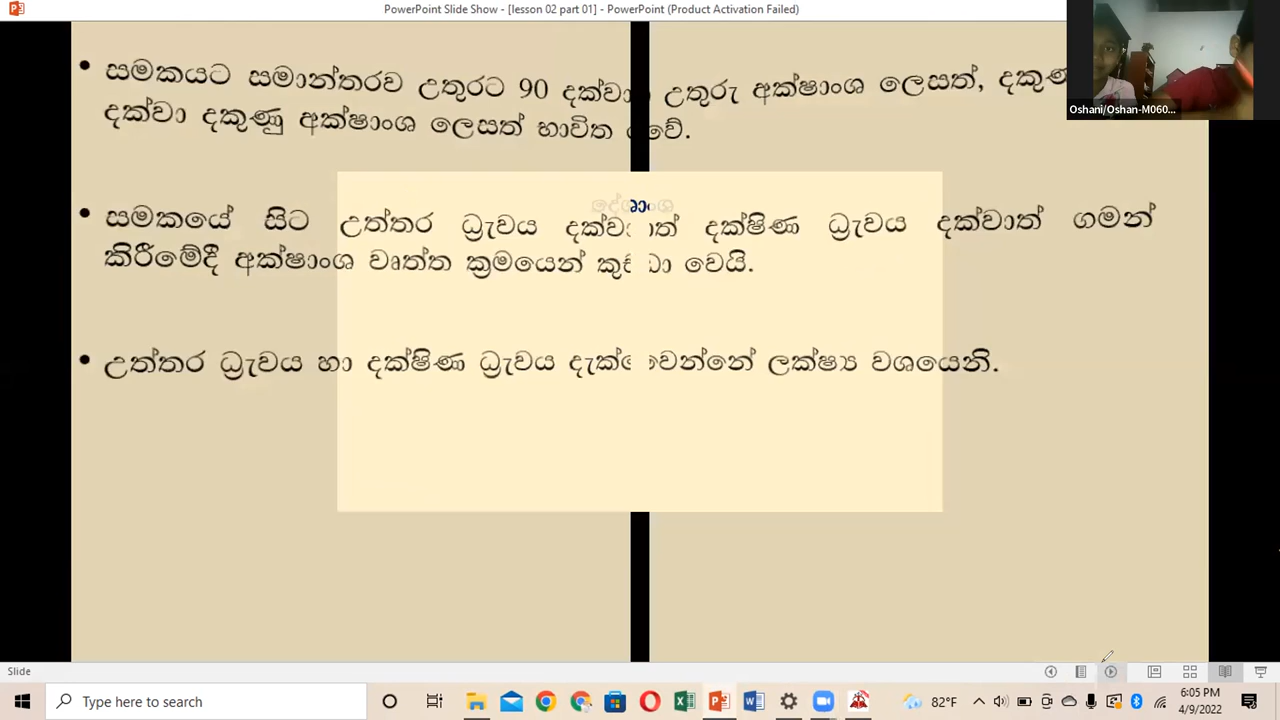 PowerPoint Slide Show - [lesson 02 part 01] - PowerPoint (Product Activation Failed)
Oshani/Oshan-M060...
සමකයට සමාන්තරව උතුරට 90 දක්වා උතුරු අක්ෂාංශ ලෙසත්,
දක්වා දකුණු අක්ෂාංශ ලෙසත් භාවිත වේ.
දේශාංශ
සමකයේ සිට උත්තර ධ්‍රැවය දක්වාත් දක්ෂිණ ධ්‍රැවය දක්වාත් ගමන්
කිරීමේදී අක්ෂාංශ වෘත්ත ක්‍රමයෙන් කුඩා වෙයි.
උත්තර ධ්‍රැවය හා දක්ෂිණ ධ්‍රැවය දැක්වෙන්නේ ලක්ෂ්‍ය වශයෙනි.
Slide
Type here to search
82°F
6:05 PM
4/9/2022